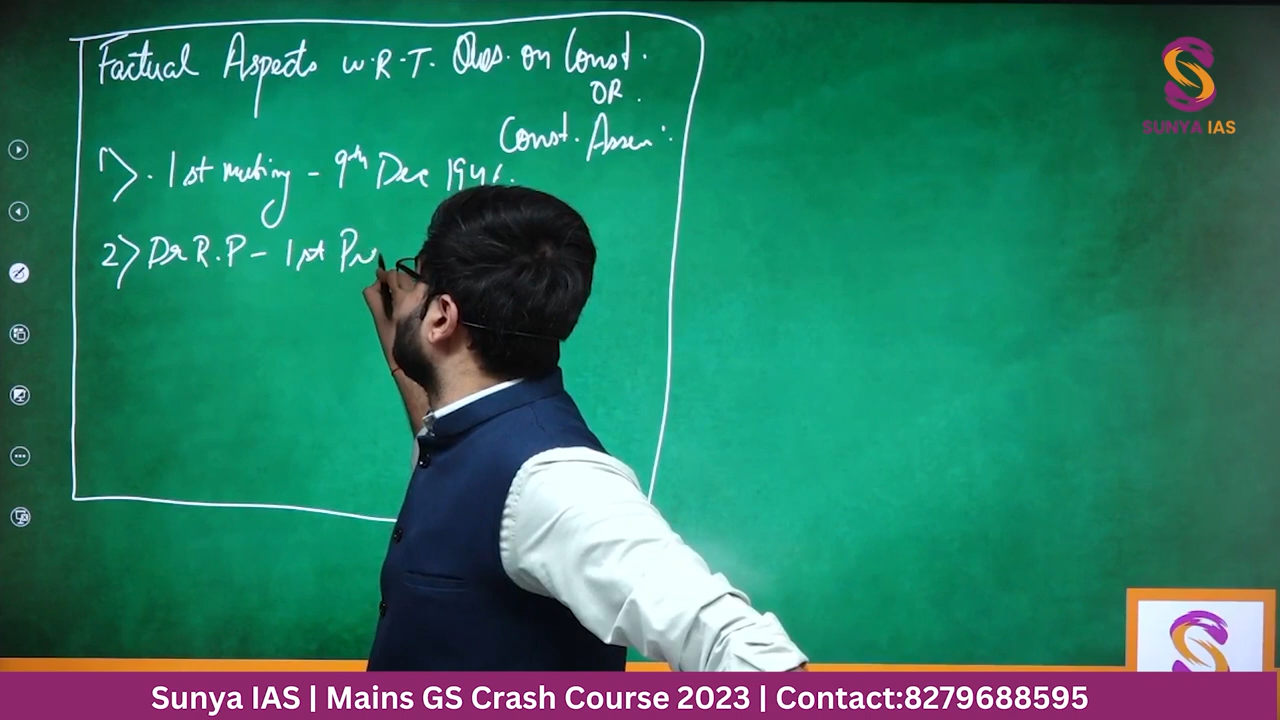 Factual Aspects W.R.T. Ques. on Const.
OR.
Const. Assem:
1> . 1st meeting - 9th Dec 1946.
2> Dr R.P - 1st Pr
SUNYA IAS
Sunya IAS | Mains GS Crash Course 2023 | Contact:8279688595